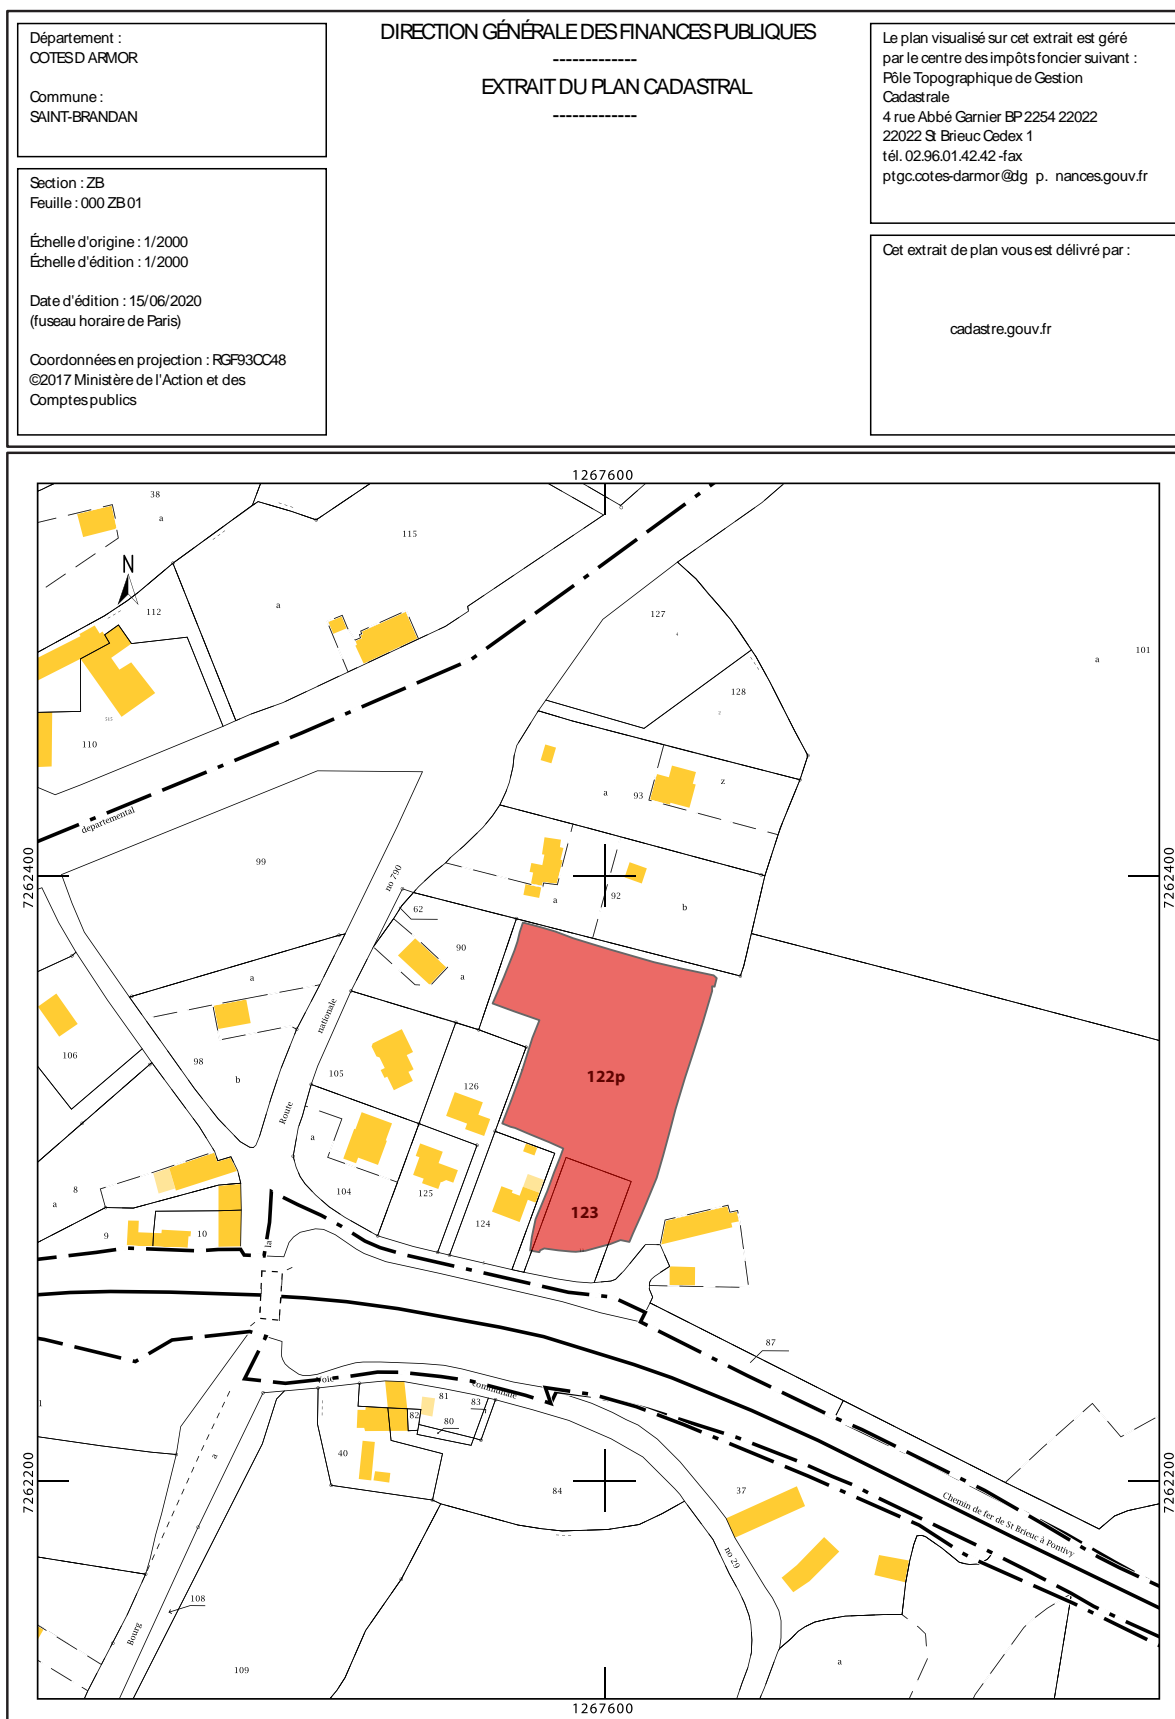 Département :
COTES D ARMOR
Commune :
SAINT-BRANDAN
Section : ZB
Feuille : 000 ZB 01
Échelle d'origine : 1/2000
Échelle d'édition : 1/2000
Date d'édition : 15/06/2020
(fuseau horaire de Paris)
Coordonnées en projection : RGF93CC48
©2017 Ministère de l'Action et des
Comptes publics
DIRECTION GÉNÉRALE DES FINANCES PUBLIQUES
-------------
EXTRAIT DU PLAN CADASTRAL
-------------
Le plan visualisé sur cet extrait est géré
par le centre des impôts foncier suivant :
Pôle Topographique de Gestion
Cadastrale
4 rue Abbé Garnier BP 2254 22022
22022 St Brieuc Cedex 1
tél. 02.96.01.42.42 -fax
ptgc.cotes-darmor@dg p. nances.gouv.fr
Cet extrait de plan vous est délivré par :
cadastre.gouv.fr
1267600
38
a
115
N
112
a
127
101
a
128
110
departemental
z
a
93
99
no 790
7262400
7262400
92
a
b
62
90
a
a
nationale
106
98
b
105
126
122p
Route
a
8
a
104
125
124
123
9
10
la
87
Voie
communale
81
83
82
80
40
a
84
37
7262200
7262200
Chemin de fer de St Brieuc à Pontivy
no 29
108
Bourg
109
a
1267600